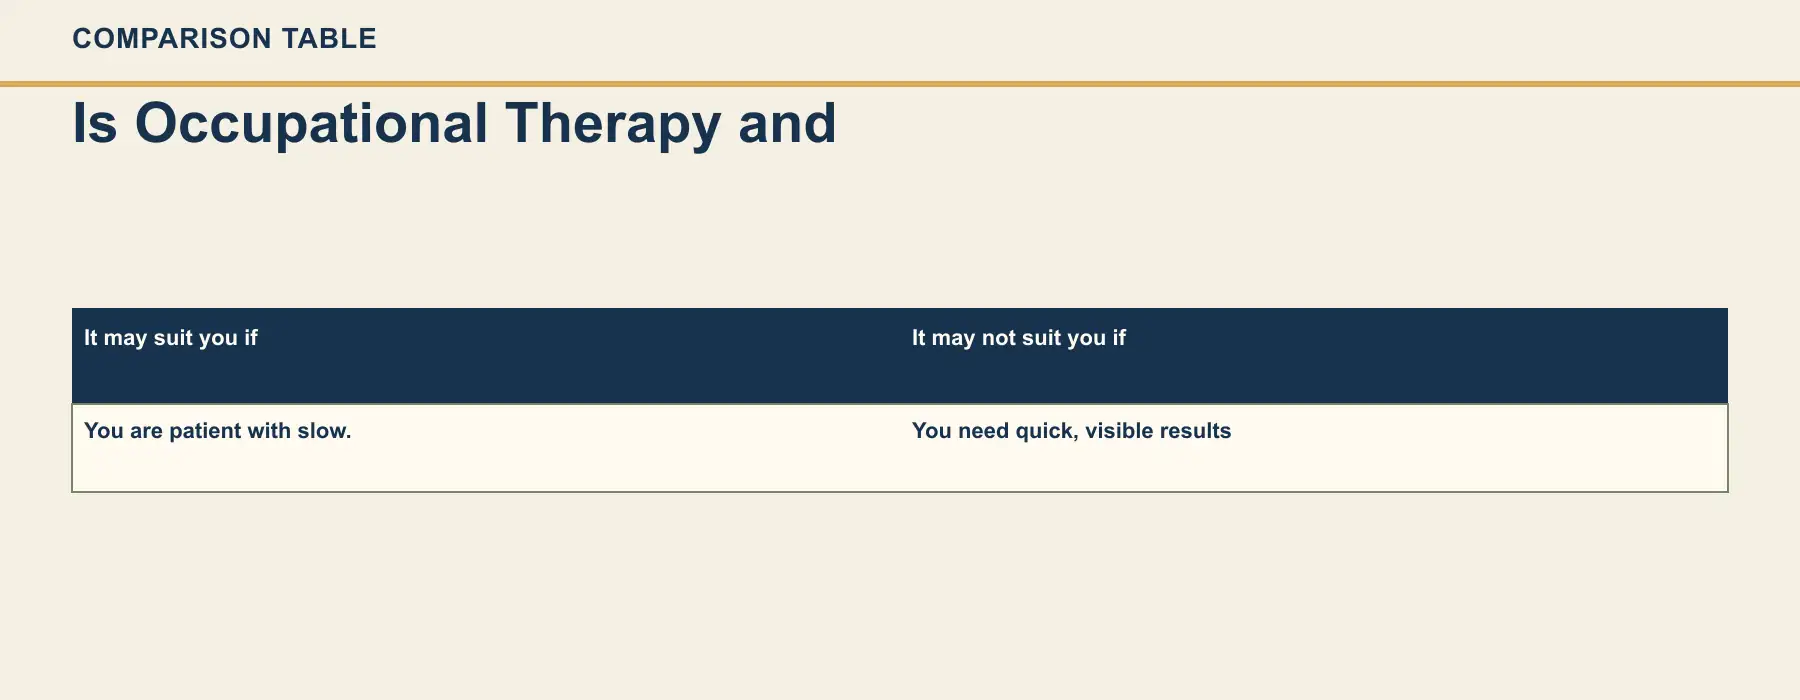 COMPARISON TABLE
Is Occupational Therapy and
It may suit you if
It may not suit you if
You are patient with slow.
You need quick, visible results